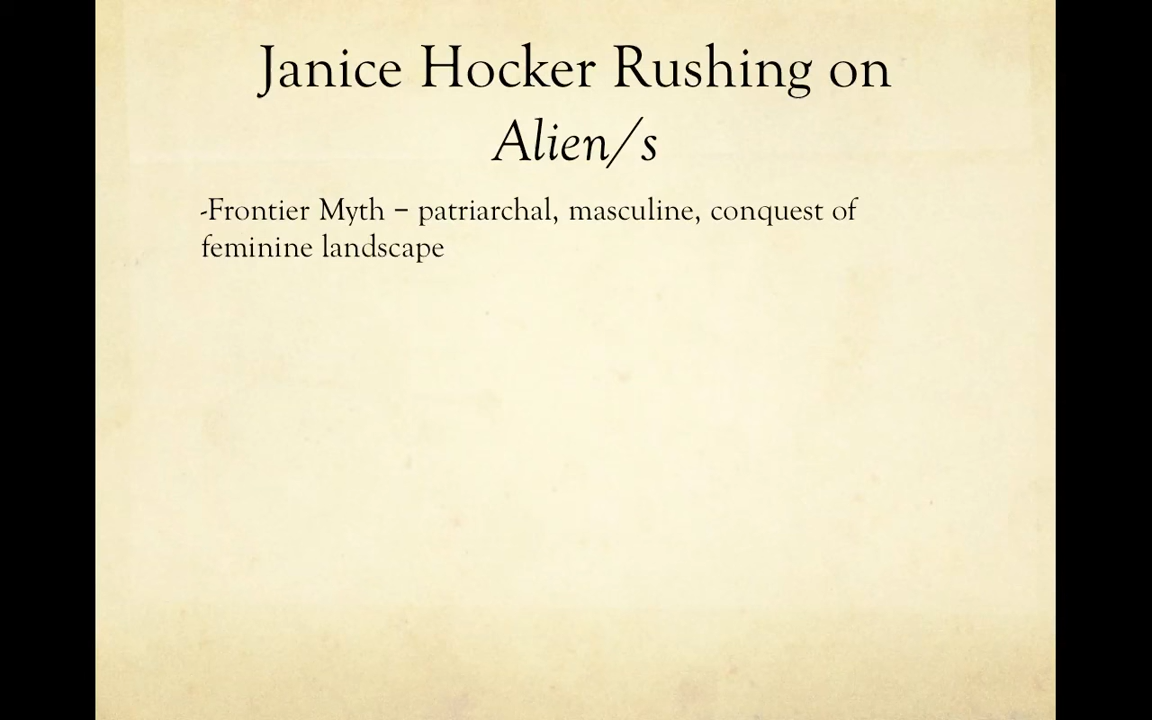 Janice Hocker Rushing on
Alien/s
-Frontier Myth – patriarchal, masculine, conquest of
feminine landscape